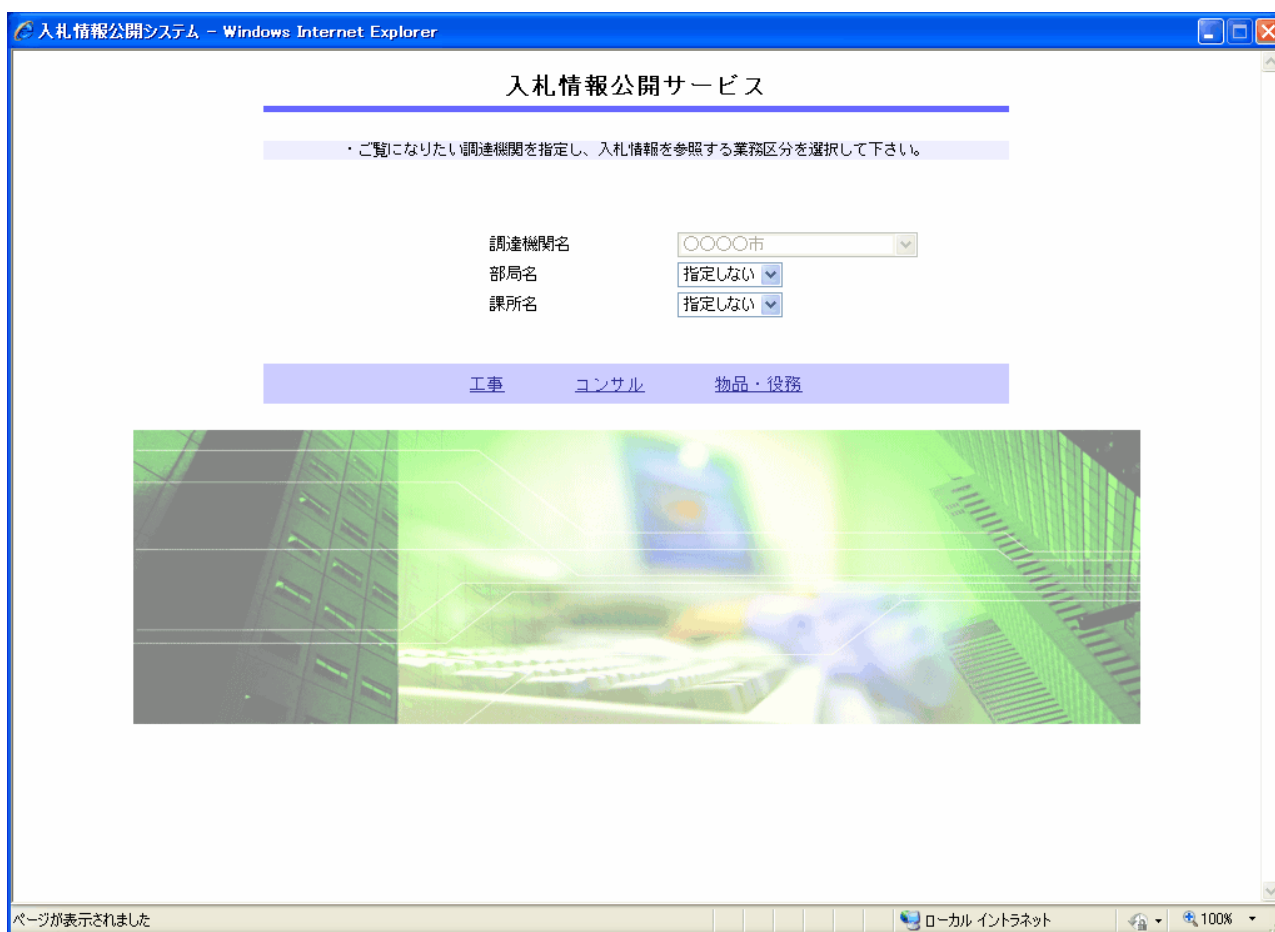 入札情報公開システム - Windows Internet Explorer
入札情報公開サービス
・ご覧になりたい調達機関を指定し、入札情報を参照する業務区分を選択して下さい。
調達機関名 ○○○○市
部局名 指定しない
課所名 指定しない
工事 コンサル 物品・役務
ページが表示されました ローカル イントラネット 100%